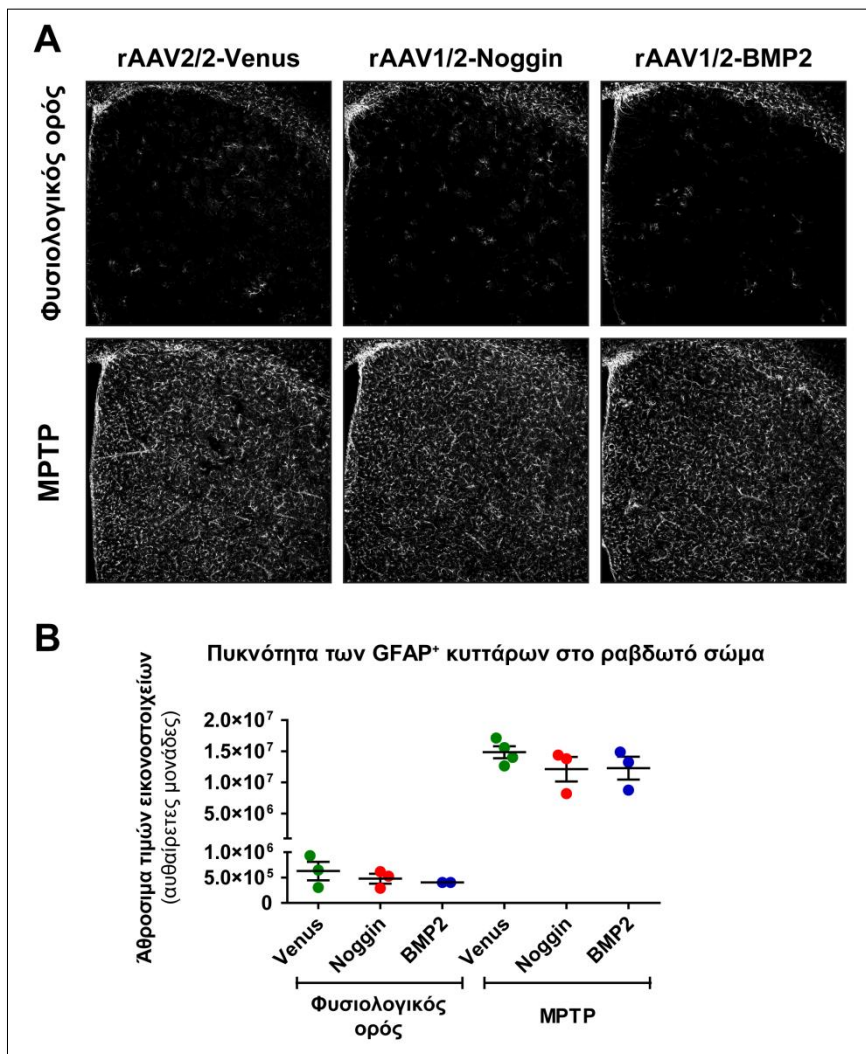 A
rAAV2/2-Venus rAAV1/2-Noggin rAAV1/2-BMP2
Φυσιολογικός ορός
MPTP
B
Πυκνότητα των GFAP⁺ κυττάρων στο ραβδωτό σώμα
Άθροσιμα τιμών εικονοστοιχείων
(αυθαίρετες μονάδες)
2.0×10⁷
1.5×10⁷
1.0×10⁷
5.0×10⁶
1.0×10⁶
5.0×10⁵
0
Venus Noggin BMP2 Venus Noggin BMP2
Φυσιολογικός
ορός
MPTP